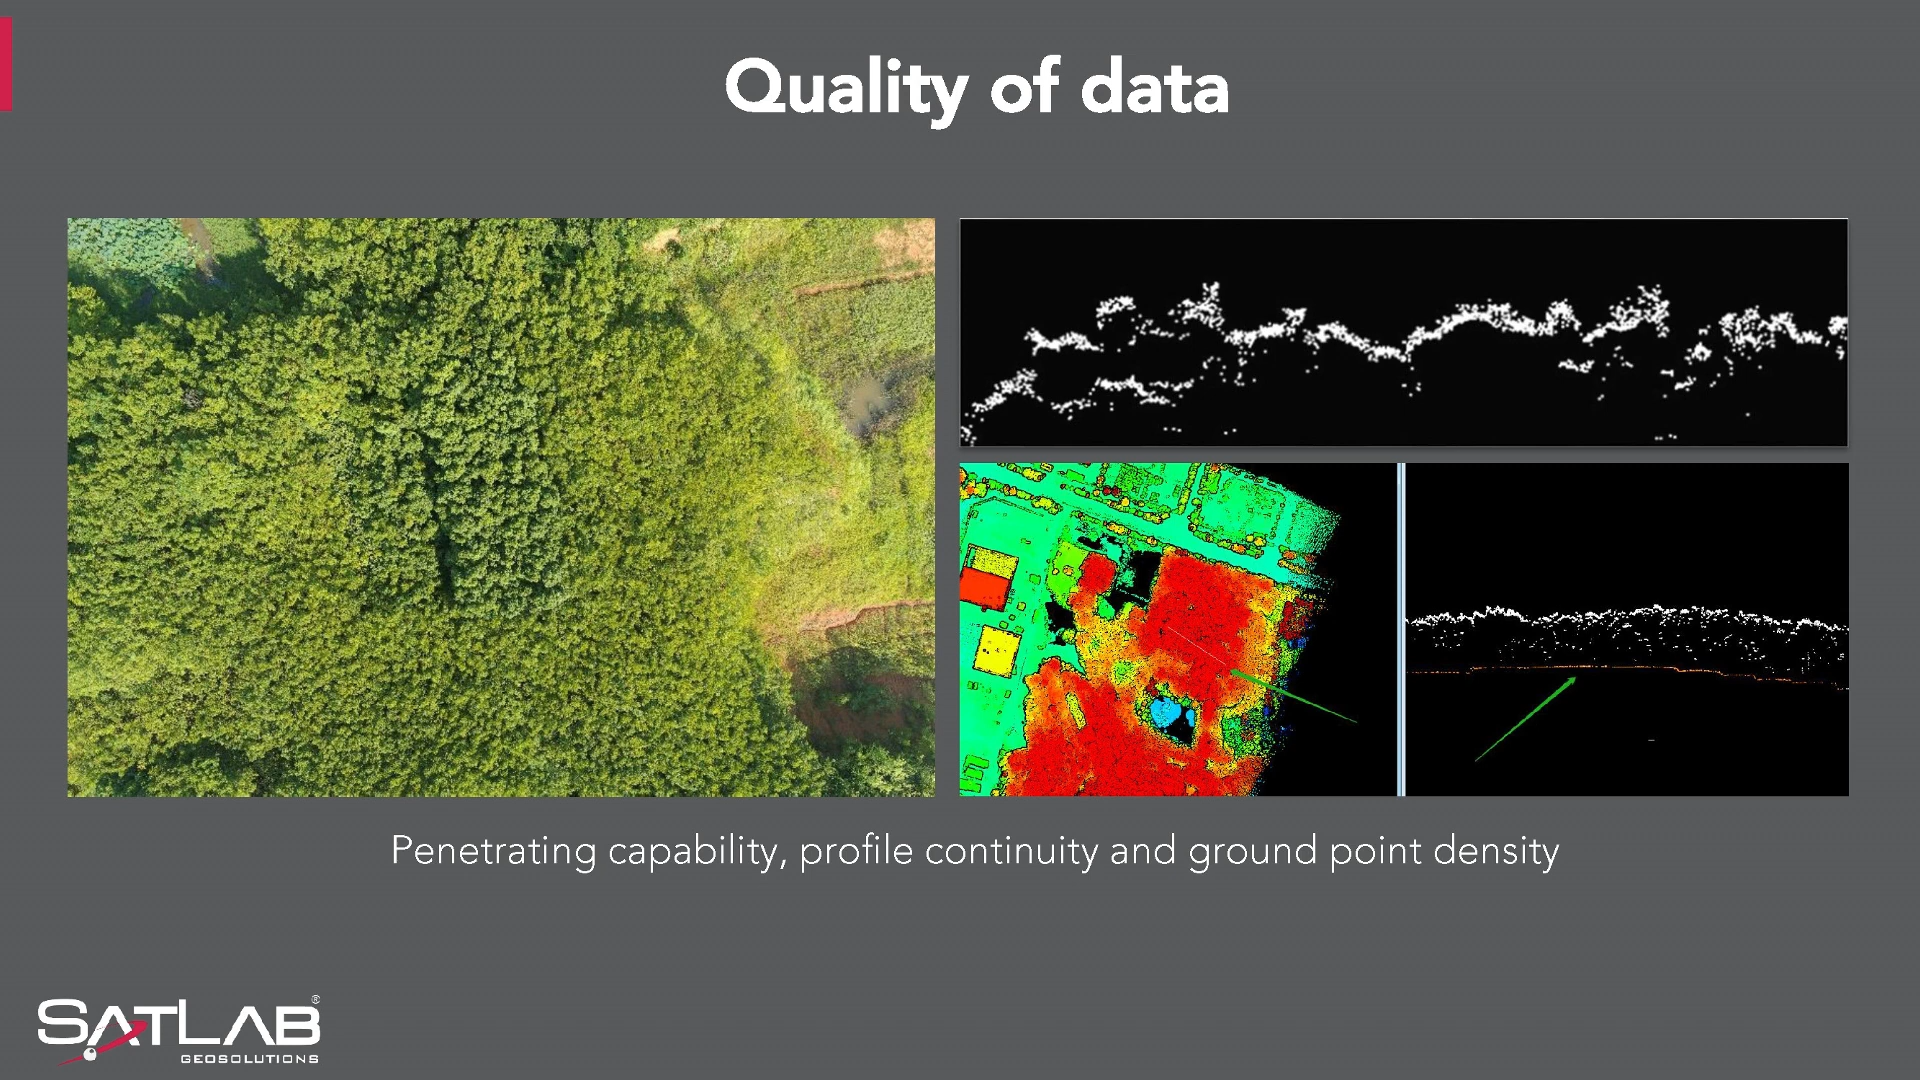 Quality of data
Penetrating capability, profile continuity and ground point density
SATLAB®
GEOSOLUTIONS